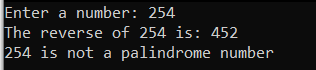 Enter a number: 254
The reverse of 254 is: 452
254 is not a palindrome number